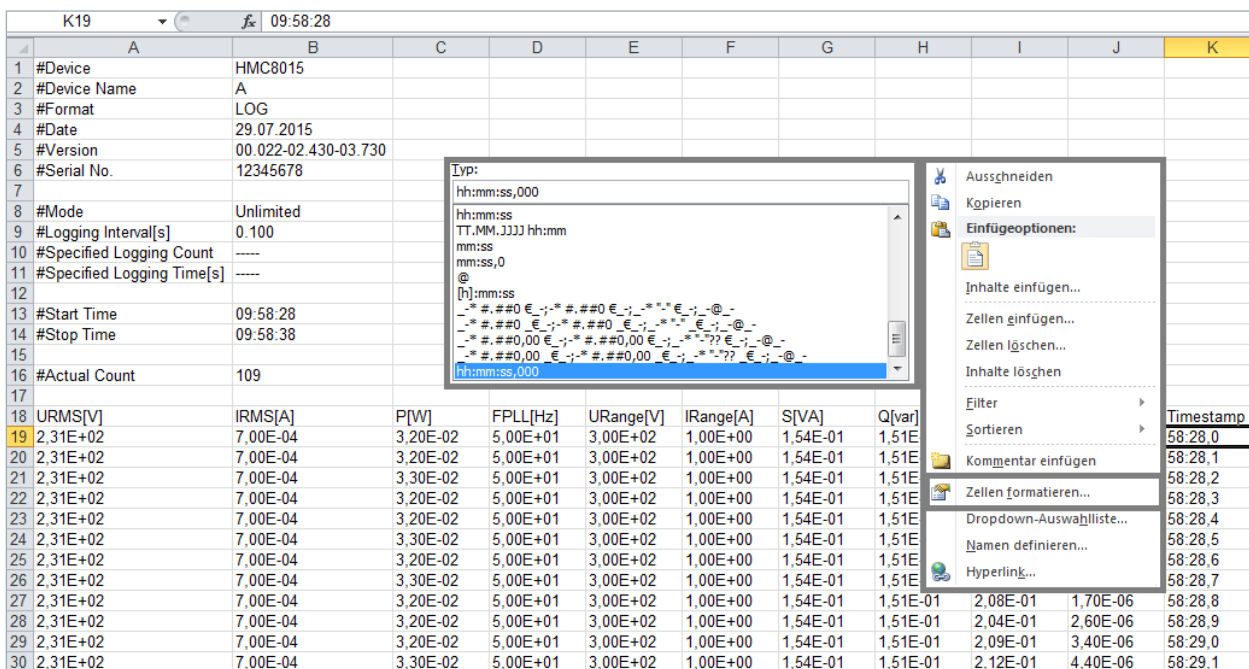 K19 fx 09:58:28
A B C D E F G H I J K
1 #Device HMC8015
2 #Device Name A
3 #Format LOG
4 #Date 29.07.2015
5 #Version 00.022-02.430-03.730
6 #Serial No. 12345678
7
8 #Mode Unlimited
9 #Logging Interval[s] 0.100
10 #Specified Logging Count -----
11 #Specified Logging Time[s] -----
12
13 #Start Time 09:58:28
14 #Stop Time 09:58:38
15
16 #Actual Count 109
17
18 URMS[V] IRMS[A] P[W] FPLL[Hz] URange[V] IRange[A] S[VA] Q[var] Timestamp
19 2,31E+02 7,00E-04 3,20E-02 5,00E+01 3,00E+02 1,00E+00 1,54E-01 1,51E 58:28,0
20 2,31E+02 7,00E-04 3,20E-02 5,00E+01 3,00E+02 1,00E+00 1,54E-01 1,51E 58:28,1
21 2,31E+02 7,00E-04 3,30E-02 5,00E+01 3,00E+02 1,00E+00 1,54E-01 1,51E 58:28,2
22 2,31E+02 7,00E-04 3,20E-02 5,00E+01 3,00E+02 1,00E+00 1,54E-01 1,51E 58:28,3
23 2,31E+02 7,00E-04 3,20E-02 5,00E+01 3,00E+02 1,00E+00 1,54E-01 1,51E 58:28,4
24 2,31E+02 7,00E-04 3,30E-02 5,00E+01 3,00E+02 1,00E+00 1,54E-01 1,51E 58:28,5
25 2,31E+02 7,00E-04 3,20E-02 5,00E+01 3,00E+02 1,00E+00 1,54E-01 1,51E 58:28,6
26 2,31E+02 7,00E-04 3,30E-02 5,00E+01 3,00E+02 1,00E+00 1,54E-01 1,51E 58:28,7
27 2,31E+02 7,00E-04 3,20E-02 5,00E+01 3,00E+02 1,00E+00 1,54E-01 1,51E-01 2,08E-01 1,70E-06 58:28,8
28 2,31E+02 7,00E-04 3,20E-02 5,00E+01 3,00E+02 1,00E+00 1,54E-01 1,51E-01 2,04E-01 2,60E-06 58:28,9
29 2,31E+02 7,00E-04 3,20E-02 5,00E+01 3,00E+02 1,00E+00 1,54E-01 1,51E-01 2,09E-01 3,40E-06 58:29,0
30 2,31E+02 7,00E-04 3,30E-02 5,00E+01 3,00E+02 1,00E+00 1,54E-01 1,51E-01 2,12E-01 4,40E-06 58:29,1
Typ:
hh:mm:ss,000
hh:mm:ss
TT.MM.JJJJ hh:mm
mm:ss
mm:ss,0
@
[h]:mm:ss
_-* #.##0 €_-;-* #.##0 €_-;_-* "-" €_-;_-@_-
_-* #.##0 _€_-;-* #.##0 _€_-;_-* "-" _€_-;_-@_-
_-* #.##0,00 €_-;-* #.##0,00 €_-;_-* "-"?? €_-;_-@_-
_-* #.##0,00 _€_-;-* #.##0,00 _€_-;_-* "-"?? _€_-;_-@_-
hh:mm:ss,000
Ausschneiden
Kopieren
Einfügeoptionen:
Inhalte einfügen...
Zellen einfügen...
Zellen löschen...
Inhalte löschen
Filter
Sortieren
Kommentar einfügen
Zellen formatieren...
Dropdown-Auswahlliste...
Namen definieren...
Hyperlink...